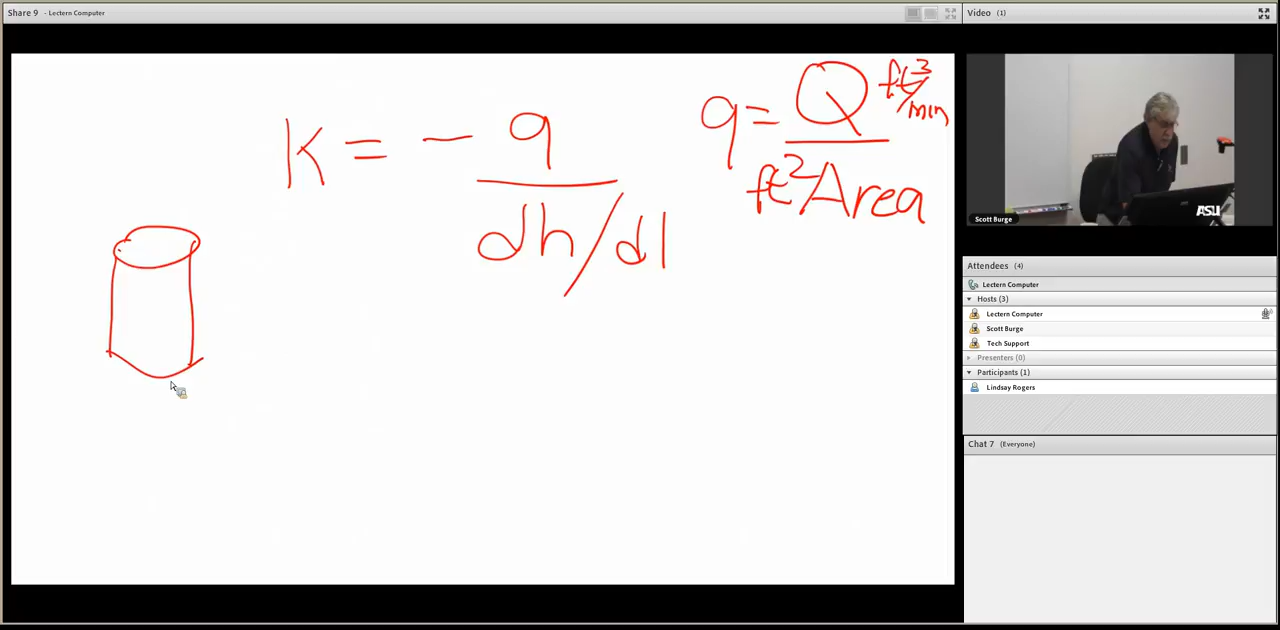 Share 9 - Lectern Computer
Video (1)
K = - q
dh/dl
q = Q ft³/min
ft² Area
Scott Burge
ASU
Attendees (4)
Lectern Computer
Hosts (3)
Lectern Computer
Scott Burge
Tech Support
Presenters (0)
Participants (1)
Lindsay Rogers
Chat 7 (Everyone)